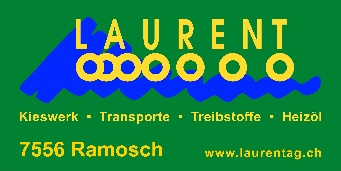 LAURENT
Kieswerk • Transporte • Treibstoffe • Heizöl
7556 Ramosch www.laurentag.ch